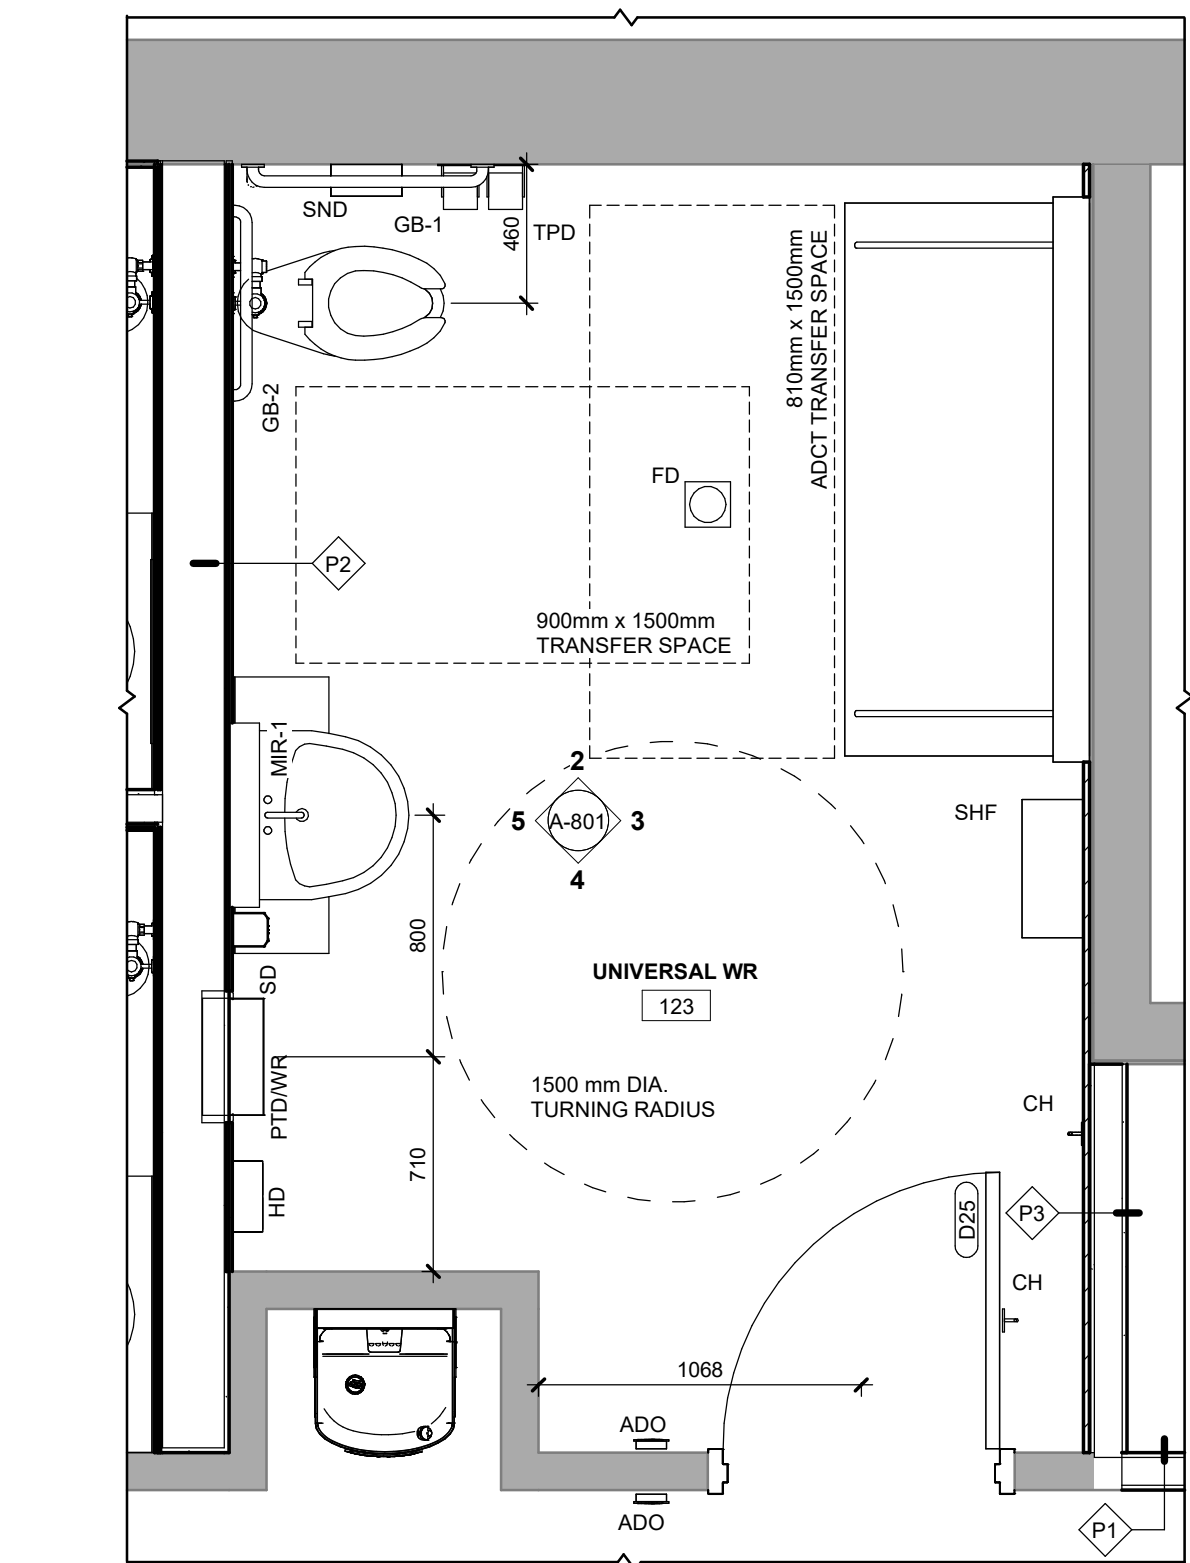 SND
GB-1
460
TPD
810mm x 1500mm
ADCT TRANSFER SPACE
GB-2
FD
P2
900mm x 1500mm
TRANSFER SPACE
MIR-1
2
5
A-801
3
4
SHF
800
SD
UNIVERSAL WR
123
PTD/WR
1500 mm DIA.
TURNING RADIUS
CH
710
HD
D25
P3
CH
1068
ADO
ADO
P1